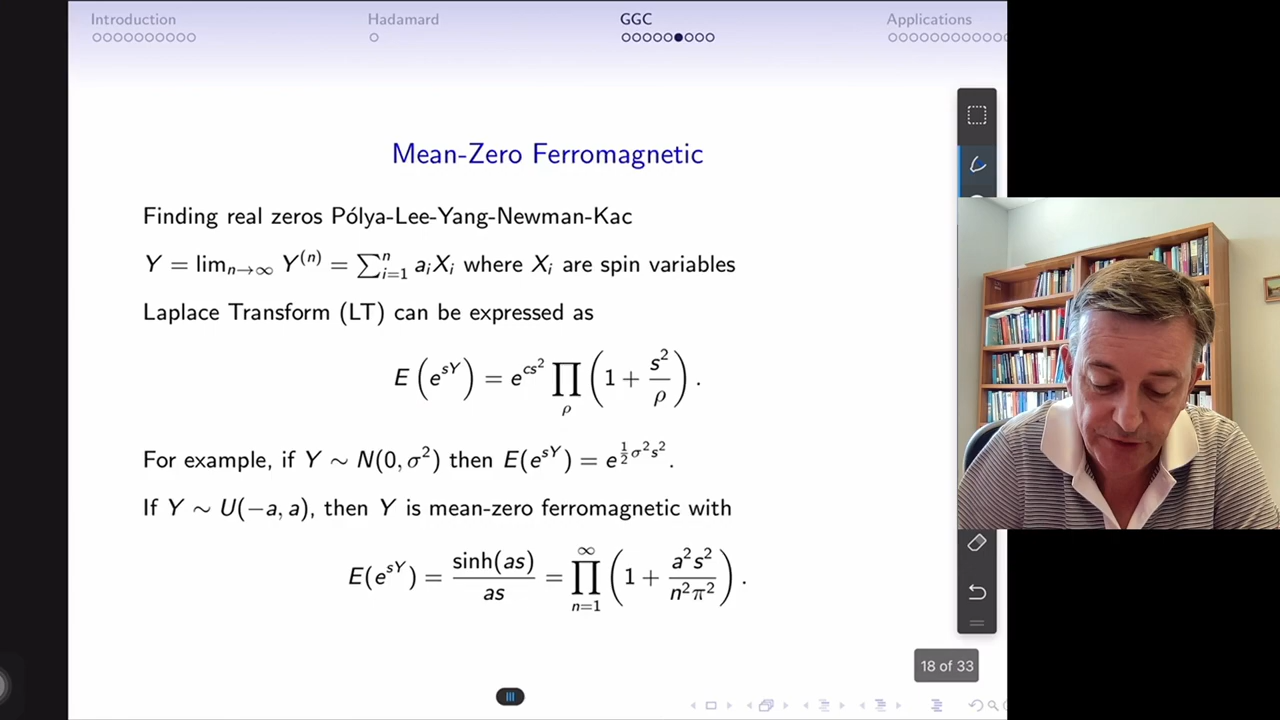 Introduction Hadamard GGC Applications
Mean-Zero Ferromagnetic
Finding real zeros Pólya-Lee-Yang-Newman-Kac
Y = lim_{n→∞} Y^{(n)} = ∑_{i=1}^{n} a_i X_i where X_i are spin variables
Laplace Transform (LT) can be expressed as
E (e^{sY}) = e^{cs^2} ∏_ρ (1 + s^2/ρ).
For example, if Y ∼ N(0, σ^2) then E(e^{sY}) = e^{½σ^2 s^2}.
If Y ∼ U(−a, a), then Y is mean-zero ferromagnetic with
E(e^{sY}) = sinh(as)/as = ∏_{n=1}^{∞} (1 + a^2 s^2/n^2 π^2).
18 of 33